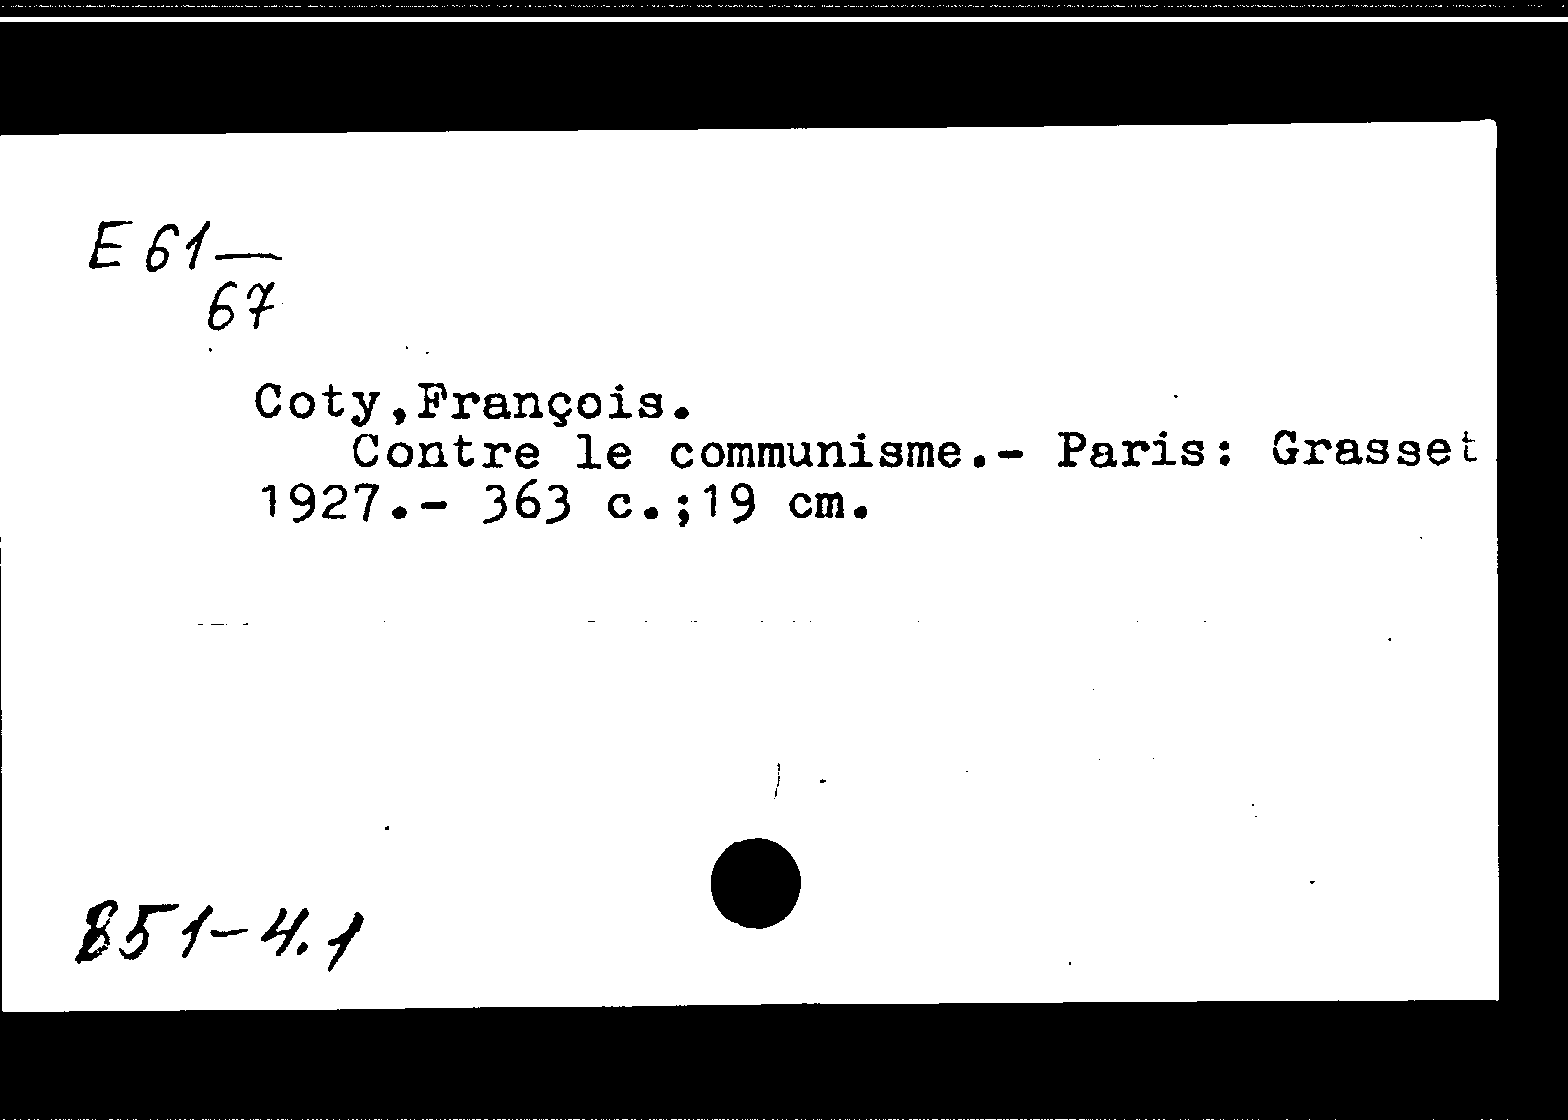 E 61—
67
Coty,François.
Contre le communisme.- Paris: Grasset
1927.- 363 c.;19 cm.
851-4.1